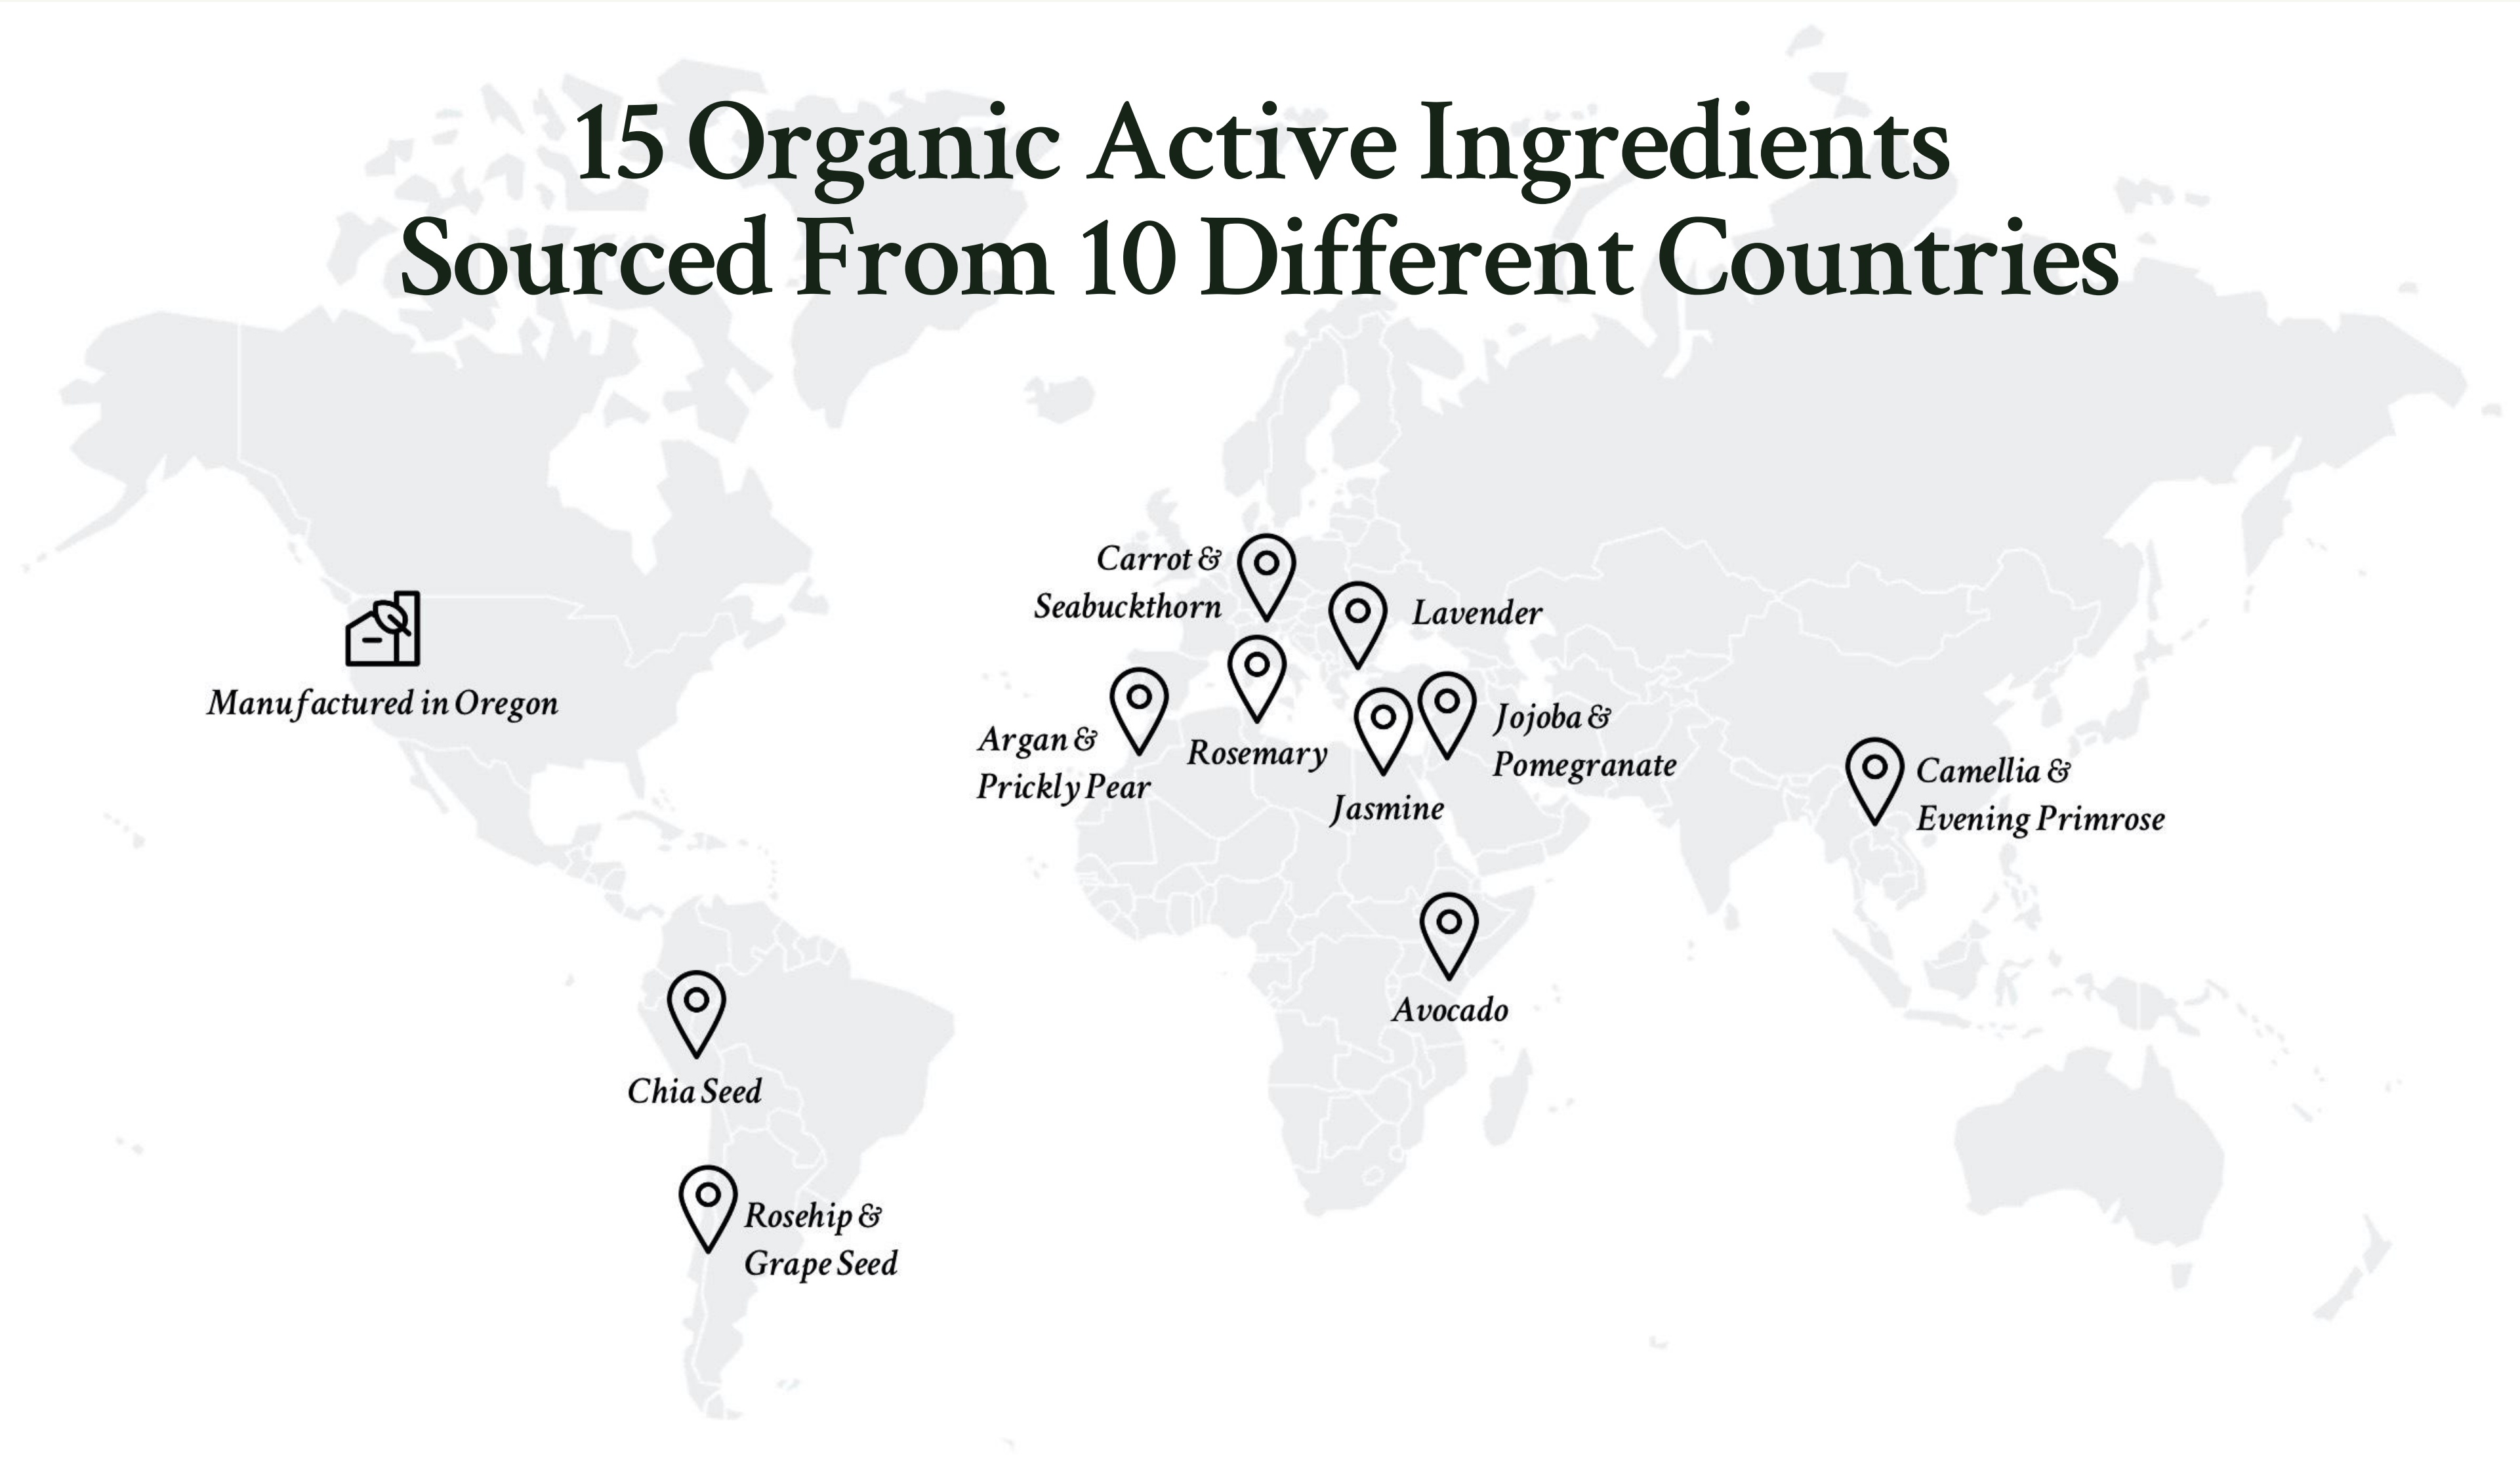 15 Organic Active Ingredients
Sourced From 10 Different Countries
Carrot &
Seabuckthorn
Lavender
Manufactured in Oregon
Argan &
Prickly Pear
Rosemary
Jasmine
Jojoba &
Pomegranate
Camellia &
Evening Primrose
Avocado
Chia Seed
Rosehip &
Grape Seed